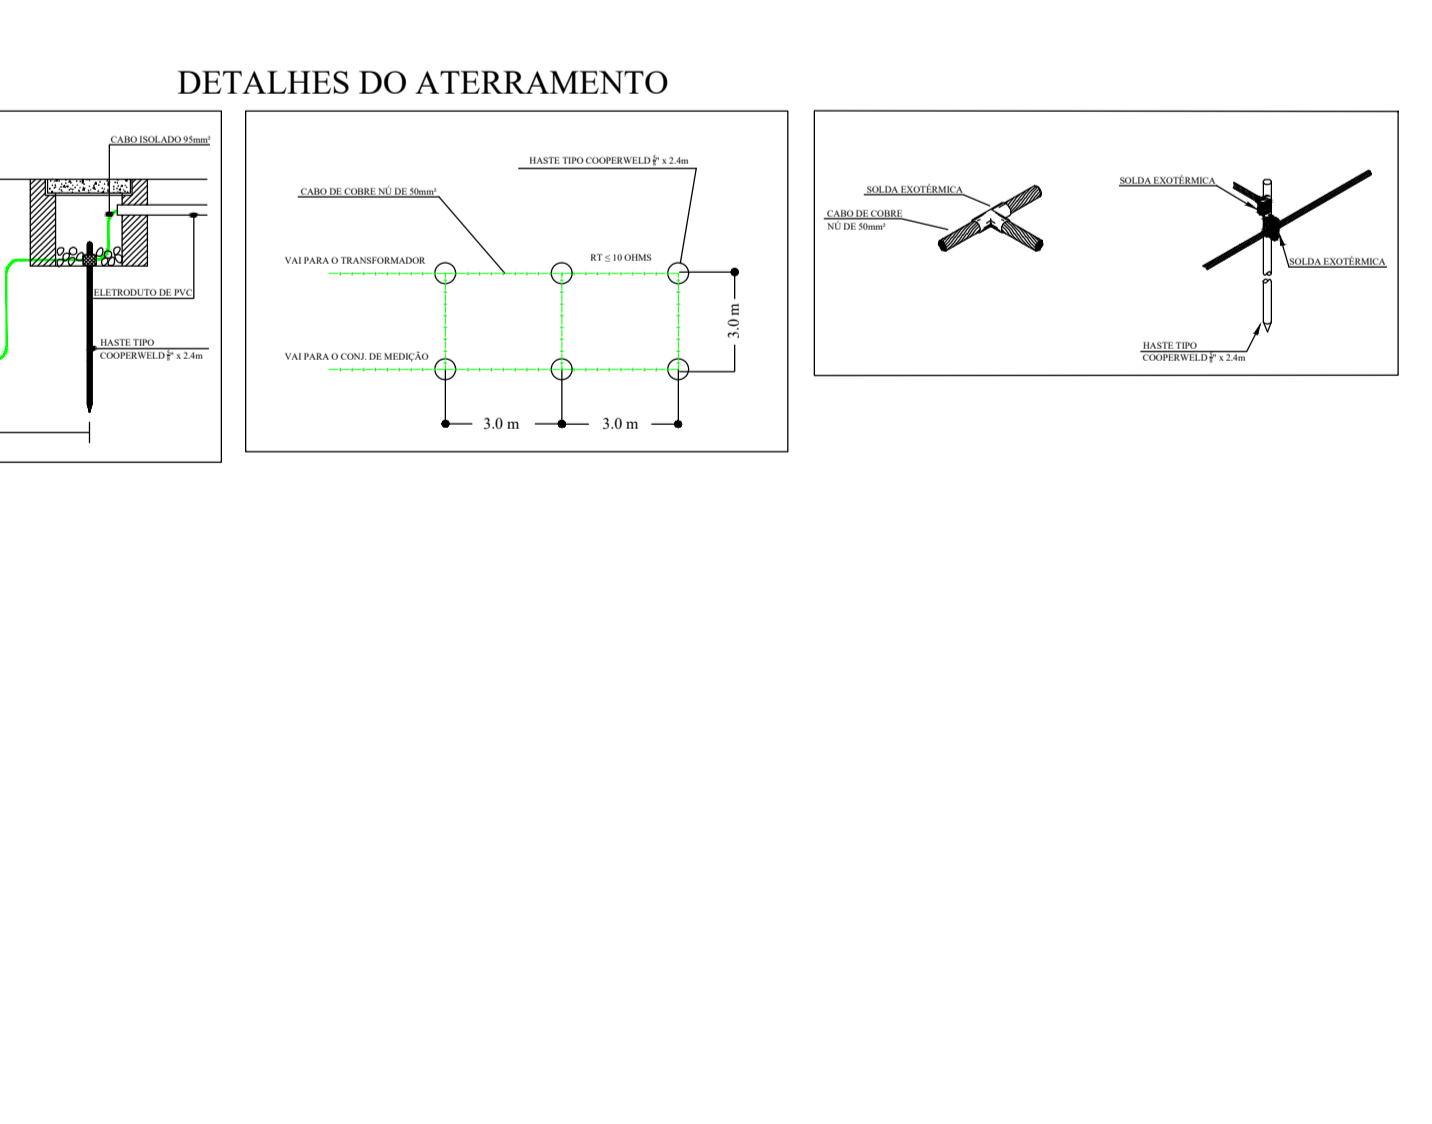 DETALHES DO ATERRAMENTO
CABO ISOLADO 95mm²
ELETRODUTO DE PVC
HASTE TIPO
COOPERWELD 5/8" x 2.4m
HASTE TIPO COOPERWELD 5/8" x 2.4m
CABO DE COBRE NÚ DE 50mm²
VAI PARA O TRANSFORMADOR
RT ≤ 10 OHMS
3.0 m
VAI PARA O CONJ. DE MEDIÇÃO
3.0 m
3.0 m
SOLDA EXOTÉRMICA
CABO DE COBRE
NÚ DE 50mm²
SOLDA EXOTÉRMICA
SOLDA EXOTÉRMICA
HASTE TIPO
COOPERWELD 5/8" x 2.4m